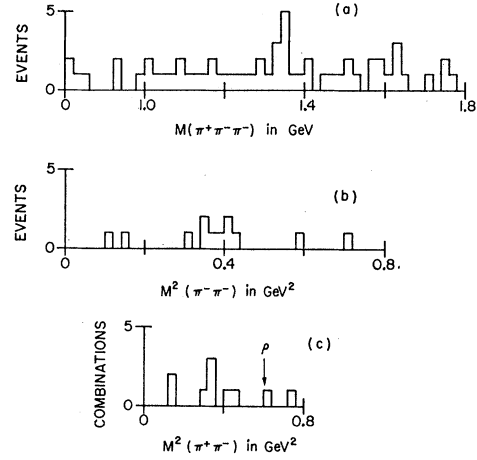 (a)
EVENTS
5
0
0 1.0 1.4 1.8
M(π⁺π⁻π⁻) in GeV
(b)
EVENTS
5
0
0 0.4 0.8.
M² (π⁻π⁻) in GeV²
(c)
COMBINATIONS
5
0
ρ
0 0.8
M² (π⁺π⁻) in GeV²